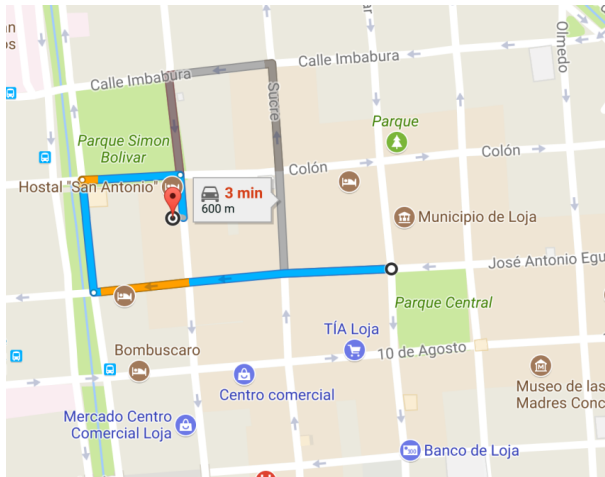 Calle Imbabura
Calle Imbabura
Olmedo
Sucre
Parque
Parque Simon
Bolivar
Colón
Colón
Hostal "San Antonio"
3 min
600 m
Municipio de Loja
José Antonio Egu
Parque Central
TÍA Loja
10 de Agosto
Bombuscaro
Centro comercial
Museo de las
Madres Conc
Mercado Centro
Comercial Loja
Banco de Loja